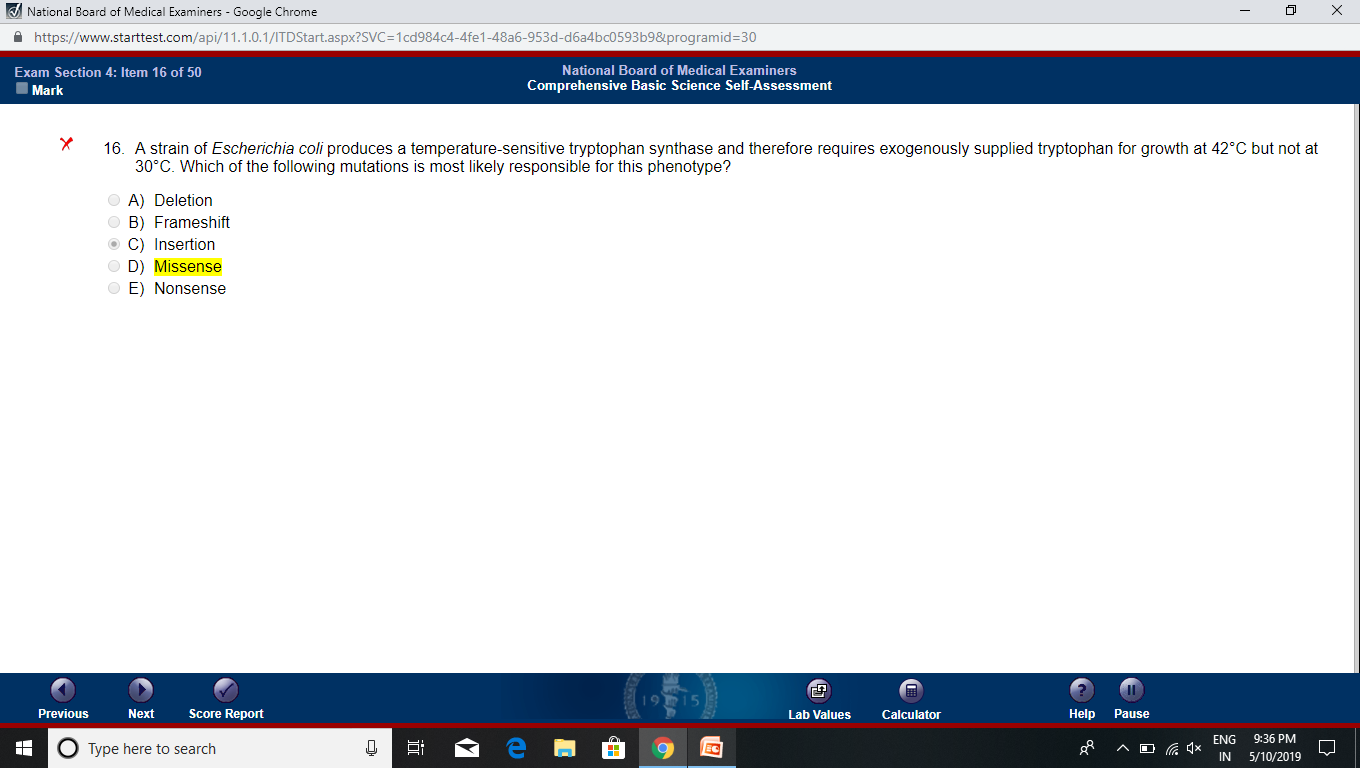 National Board of Medical Examiners - Google Chrome
https://www.starttest.com/api/11.1.0.1/ITDStart.aspx?SVC=1cd984c4-4fe1-48a6-953d-d6a4bc0593b9&programid=30
Exam Section 4: Item 16 of 50
National Board of Medical Examiners
Mark
Comprehensive Basic Science Self-Assessment
16. A strain of Escherichia coli produces a temperature-sensitive tryptophan synthase and therefore requires exogenously supplied tryptophan for growth at 42°C but not at
30°C. Which of the following mutations is most likely responsible for this phenotype?
A) Deletion
B) Frameshift
C) Insertion
D) Missense
E) Nonsense
1915
Previous Next Score Report Lab Values Calculator Help Pause
Type here to search
ENG
IN
9:36 PM
5/10/2019